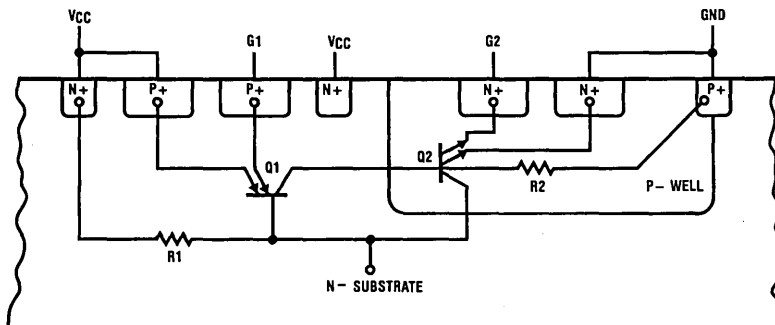 VCC G1 VCC G2 GND
N+ P+ P+ N+ N+ N+ P+
Q1 Q2 R2 P– WELL
R1
N– SUBSTRATE